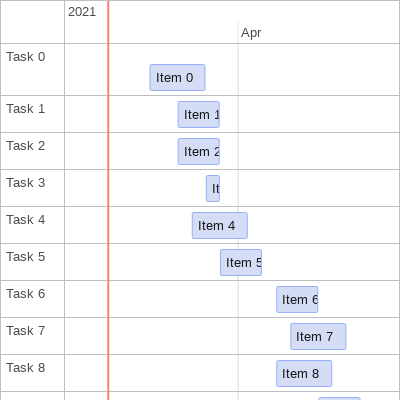 2021
Apr
Task 0
Item 0
Task 1
Item 1
Task 2
Item 2
Task 3
It
Task 4
Item 4
Task 5
Item 5
Task 6
Item 6
Task 7
Item 7
Task 8
Item 8